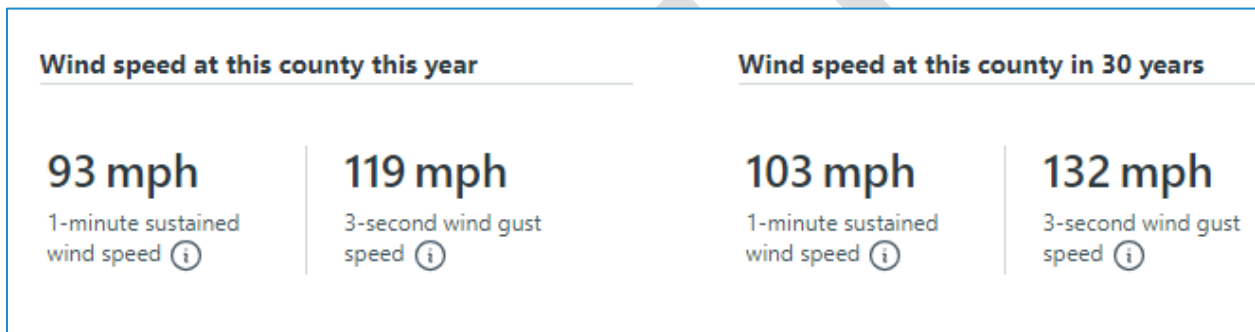 Wind speed at this county this year
93 mph
1-minute sustained
wind speed
119 mph
3-second wind gust
speed
Wind speed at this county in 30 years
103 mph
1-minute sustained
wind speed
132 mph
3-second wind gust
speed